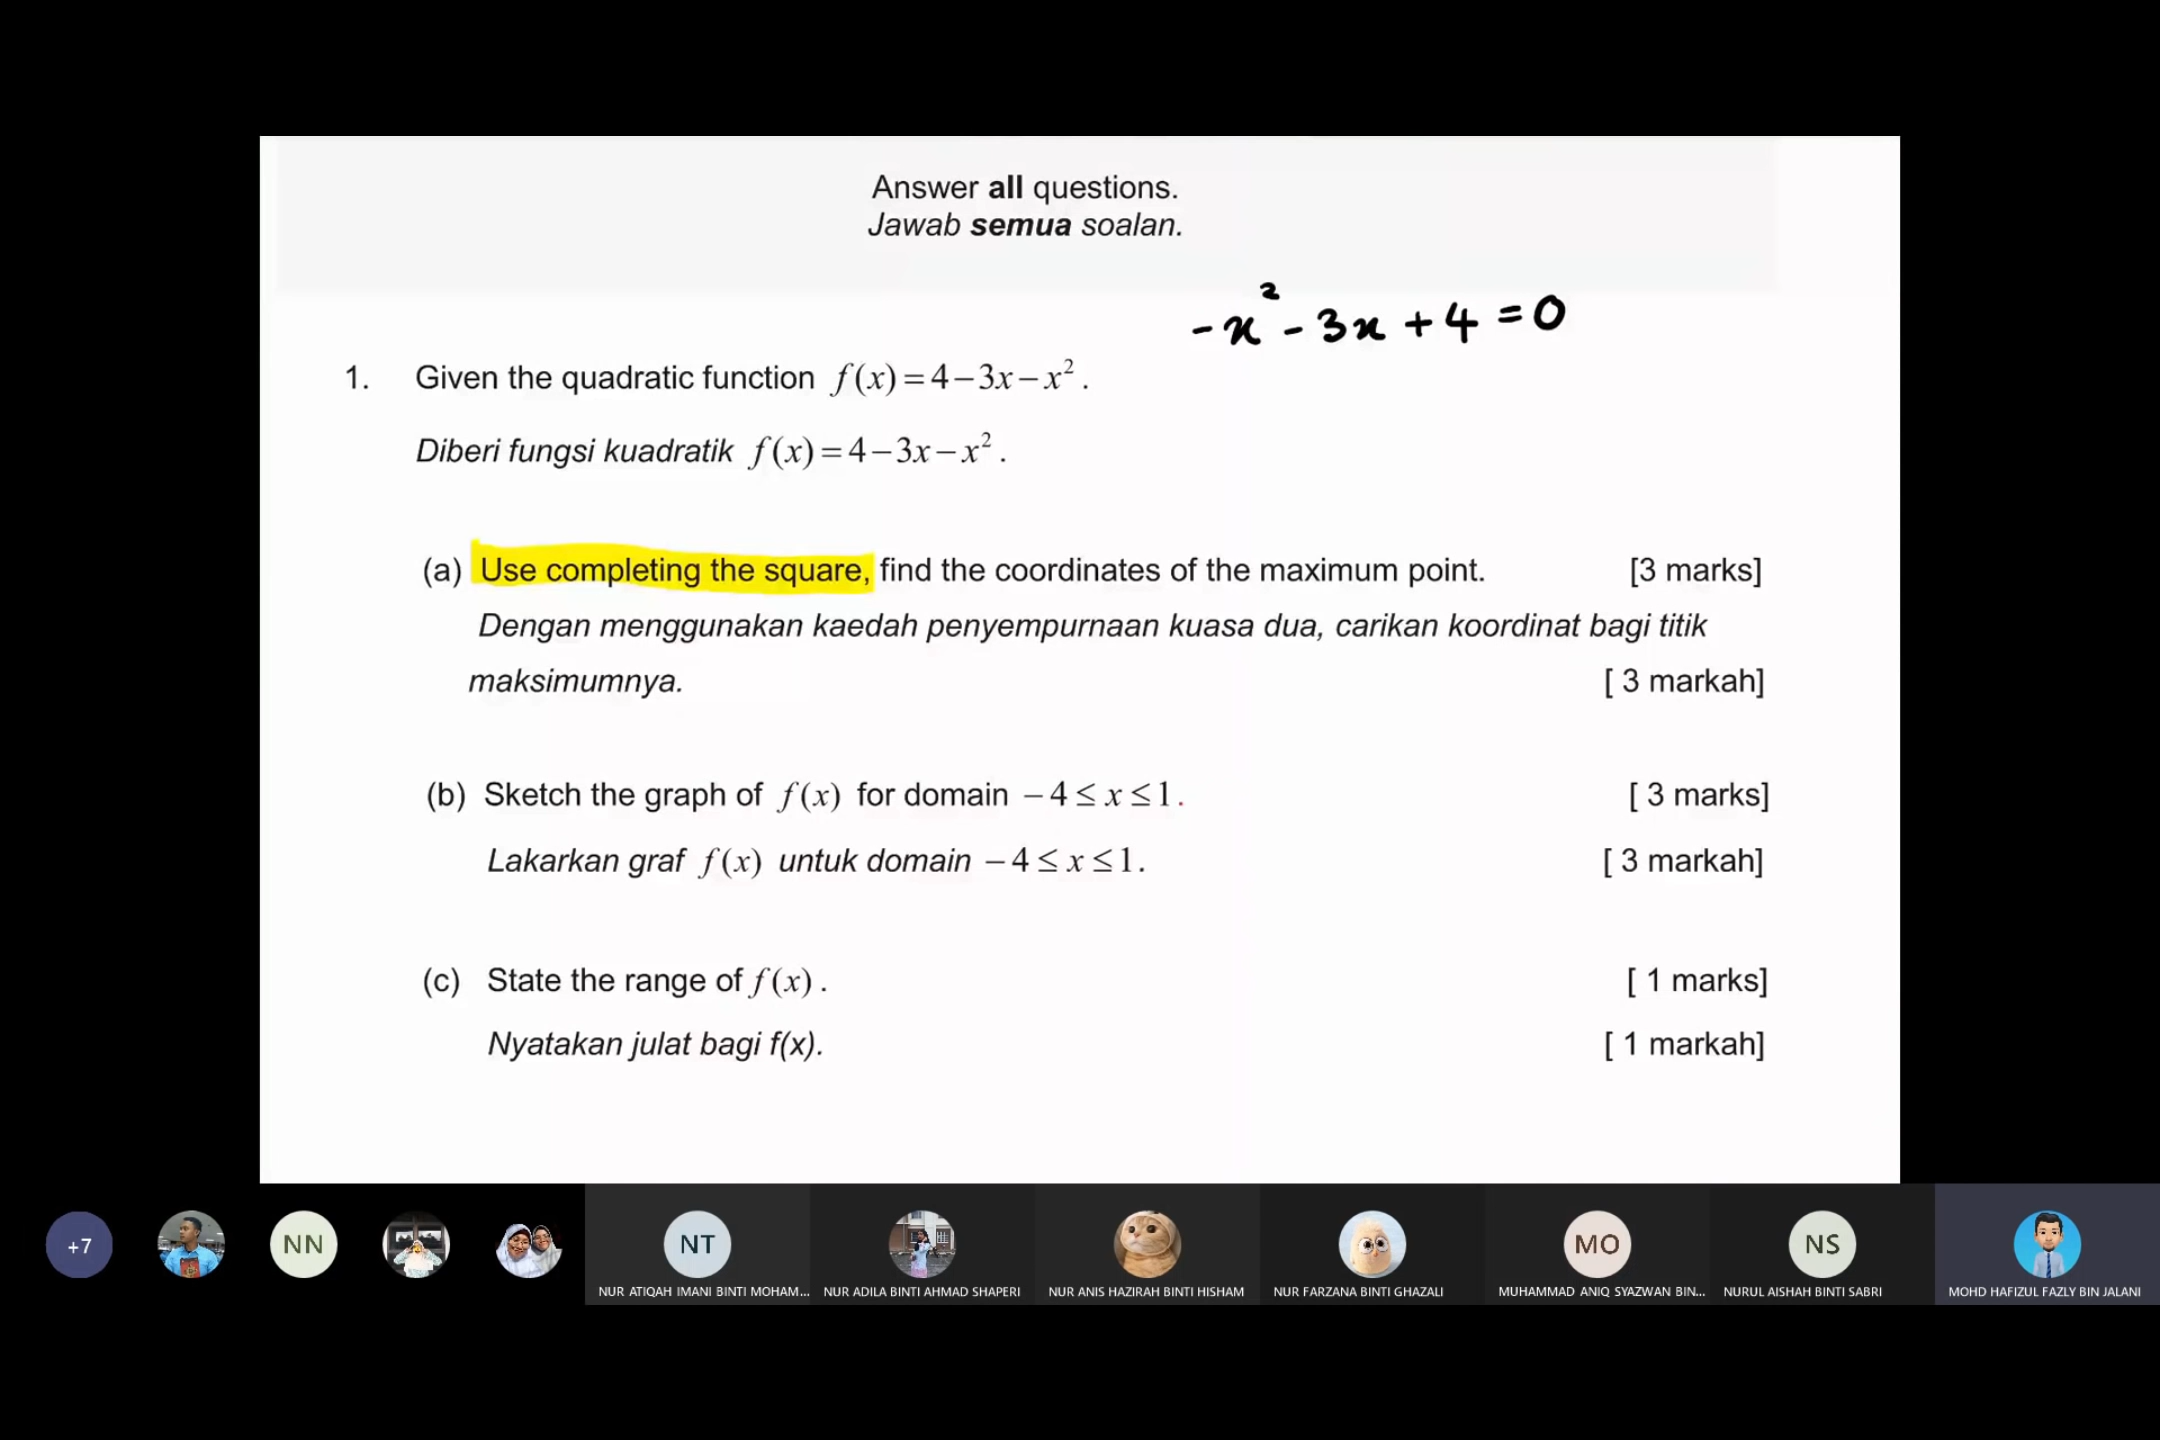 Answer all questions.
Jawab semua soalan.
-x² - 3x + 4 = 0
1. Given the quadratic function f(x) = 4 − 3x − x².
Diberi fungsi kuadratik f(x) = 4 − 3x − x².
(a) Use completing the square, find the coordinates of the maximum point. [3 marks]
Dengan menggunakan kaedah penyempurnaan kuasa dua, carikan koordinat bagi titik
maksimumnya. [ 3 markah]
(b) Sketch the graph of f(x) for domain − 4 ≤ x ≤ 1. [ 3 marks]
Lakarkan graf f(x) untuk domain − 4 ≤ x ≤ 1. [ 3 markah]
(c) State the range of f(x). [ 1 marks]
Nyatakan julat bagi f(x). [ 1 markah]
+7 NN NT MO NS
NUR ATIQAH IMANI BINTI MOHAM... NUR ADILA BINTI AHMAD SHAPERI NUR ANIS HAZIRAH BINTI HISHAM NUR FARZANA BINTI GHAZALI MUHAMMAD ANIQ SYAZWAN BIN... NURUL AISHAH BINTI SABRI MOHD HAFIZUL FAZLY BIN JALANI